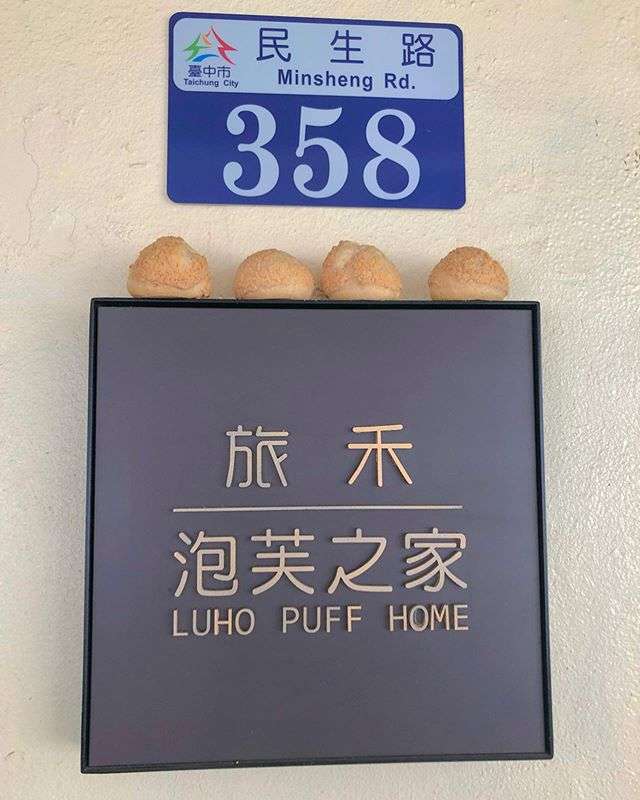 臺中市
Taichung City
民生路
Minsheng Rd.
358
旅禾
泡芙之家
LUHO PUFF HOME